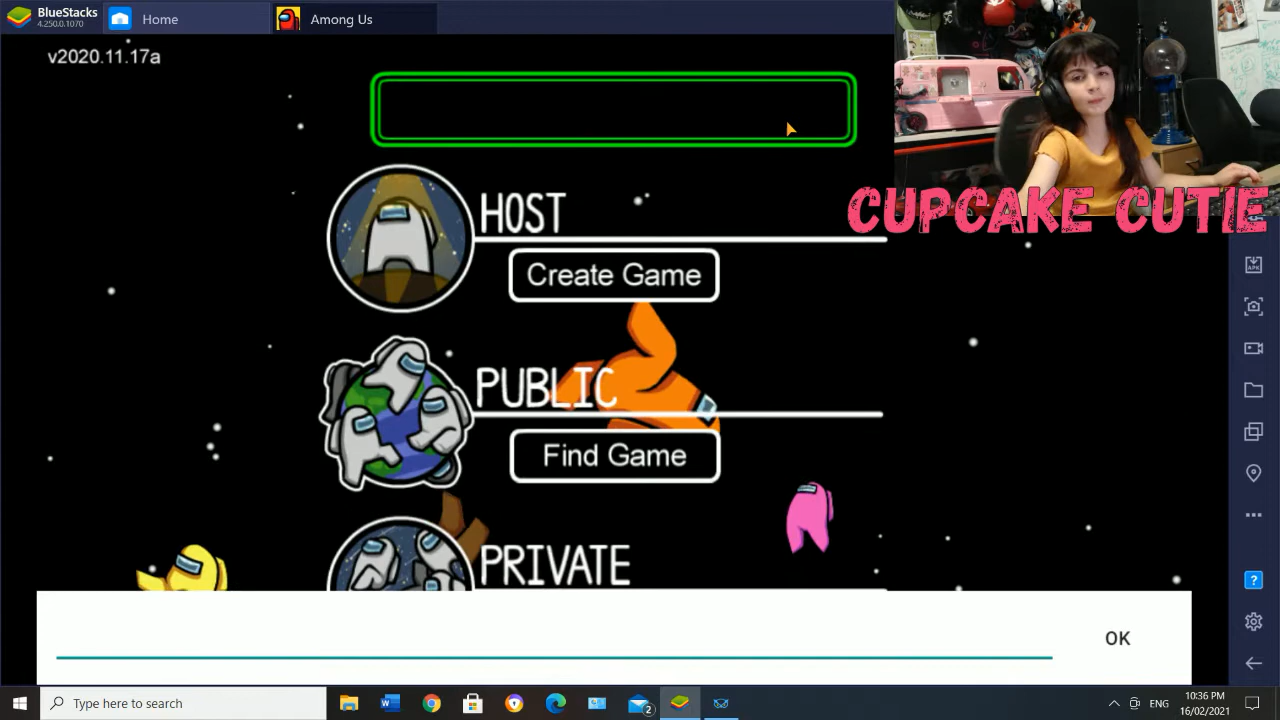 BlueStacks
4.250.0.1070
Home
Among Us
v2020.11.17a
HOST
Create Game
CUPCAKE CUTIE
PUBLIC
Find Game
PRIVATE
OK
Type here to search
2
ENG
10:36 PM
16/02/2021